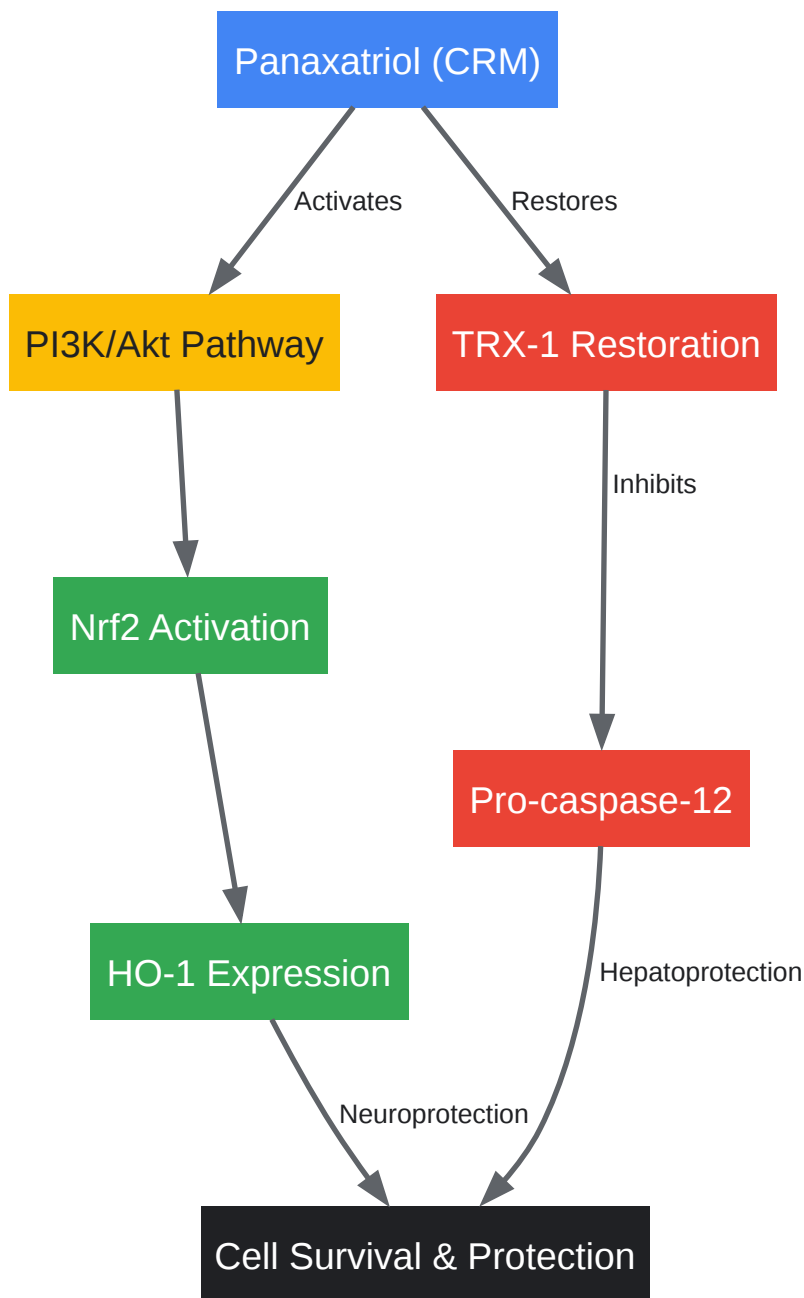 Panaxatriol (CRM)
Activates
Restores
PI3K/Akt Pathway
TRX-1 Restoration
Inhibits
Nrf2 Activation
Pro-caspase-12
HO-1 Expression
Hepatoprotection
Neuroprotection
Cell Survival & Protection